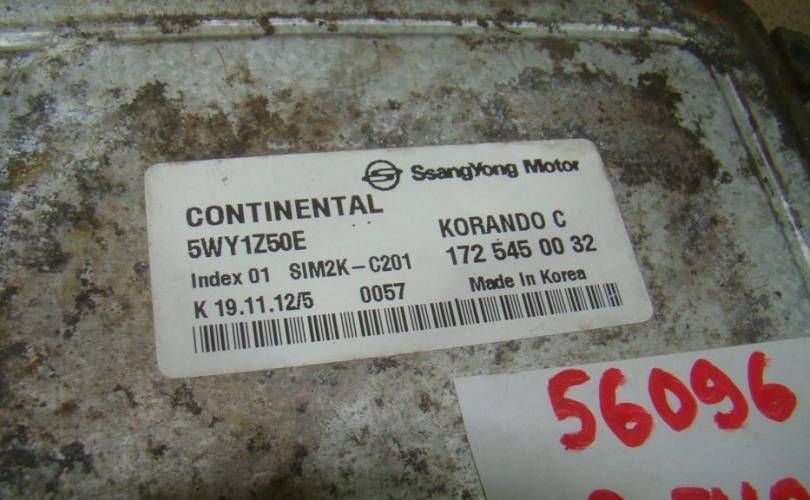 SsangYong Motor
CONTINENTAL
5WY1Z50E
KORANDO C
Index 01 SIM2K-C201
172 545 00 32
K 19.11.12/5 0057
Made In Korea
56096